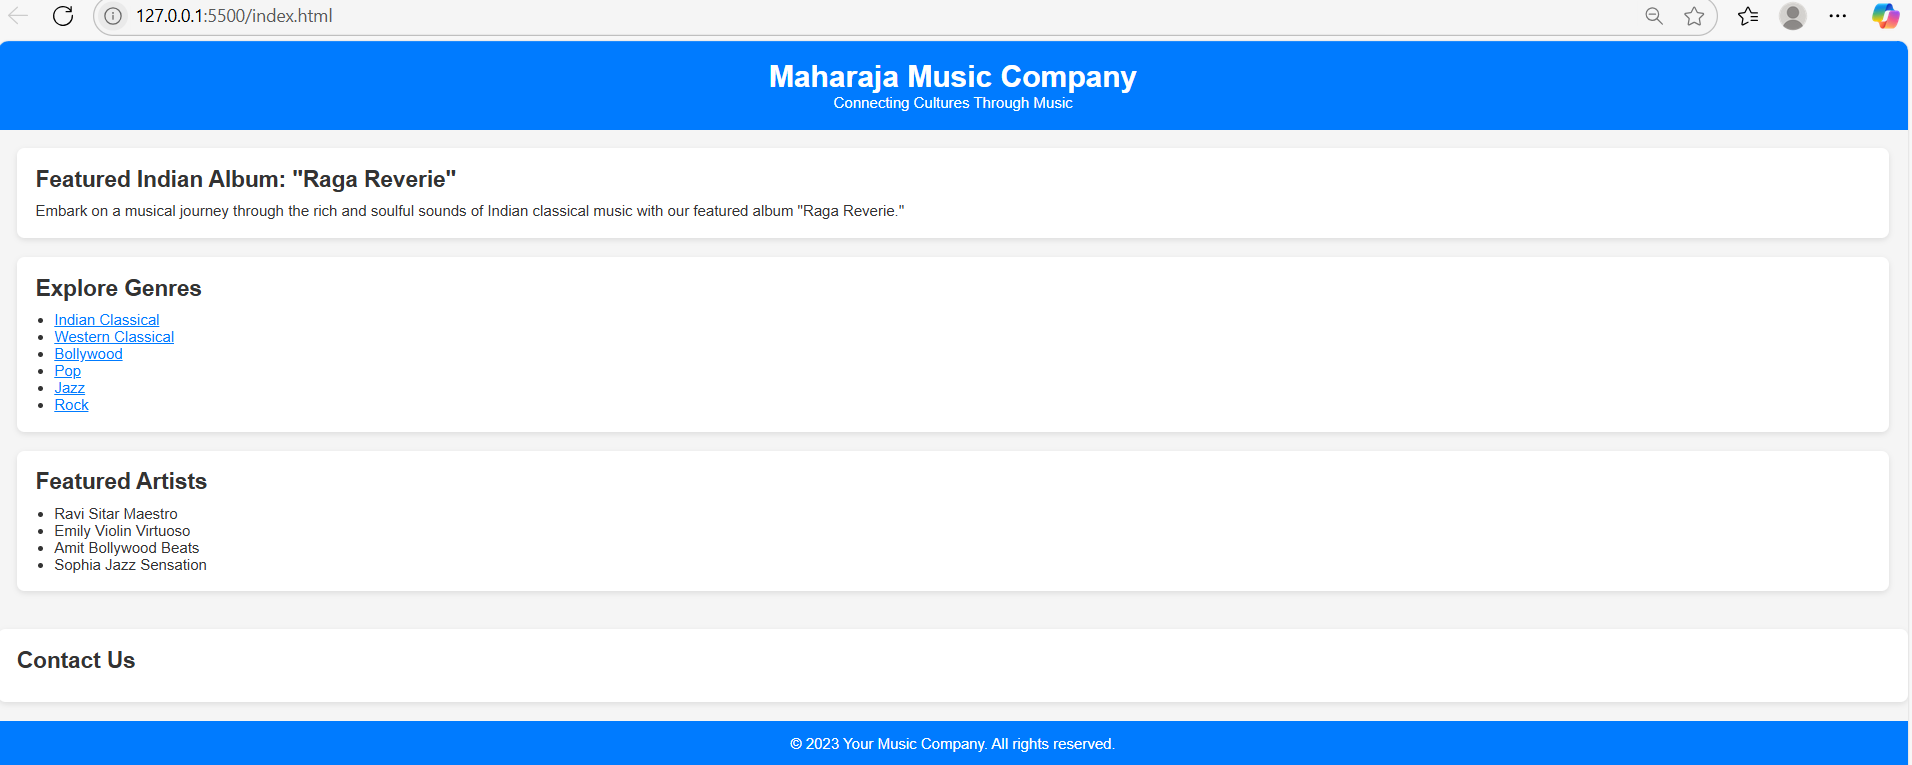 127.0.0.1:5500/index.html
Maharaja Music Company
Connecting Cultures Through Music
Featured Indian Album: "Raga Reverie"
Embark on a musical journey through the rich and soulful sounds of Indian classical music with our featured album "Raga Reverie."
Explore Genres
Indian Classical
Western Classical
Bollywood
Pop
Jazz
Rock
Featured Artists
Ravi Sitar Maestro
Emily Violin Virtuoso
Amit Bollywood Beats
Sophia Jazz Sensation
Contact Us
© 2023 Your Music Company. All rights reserved.